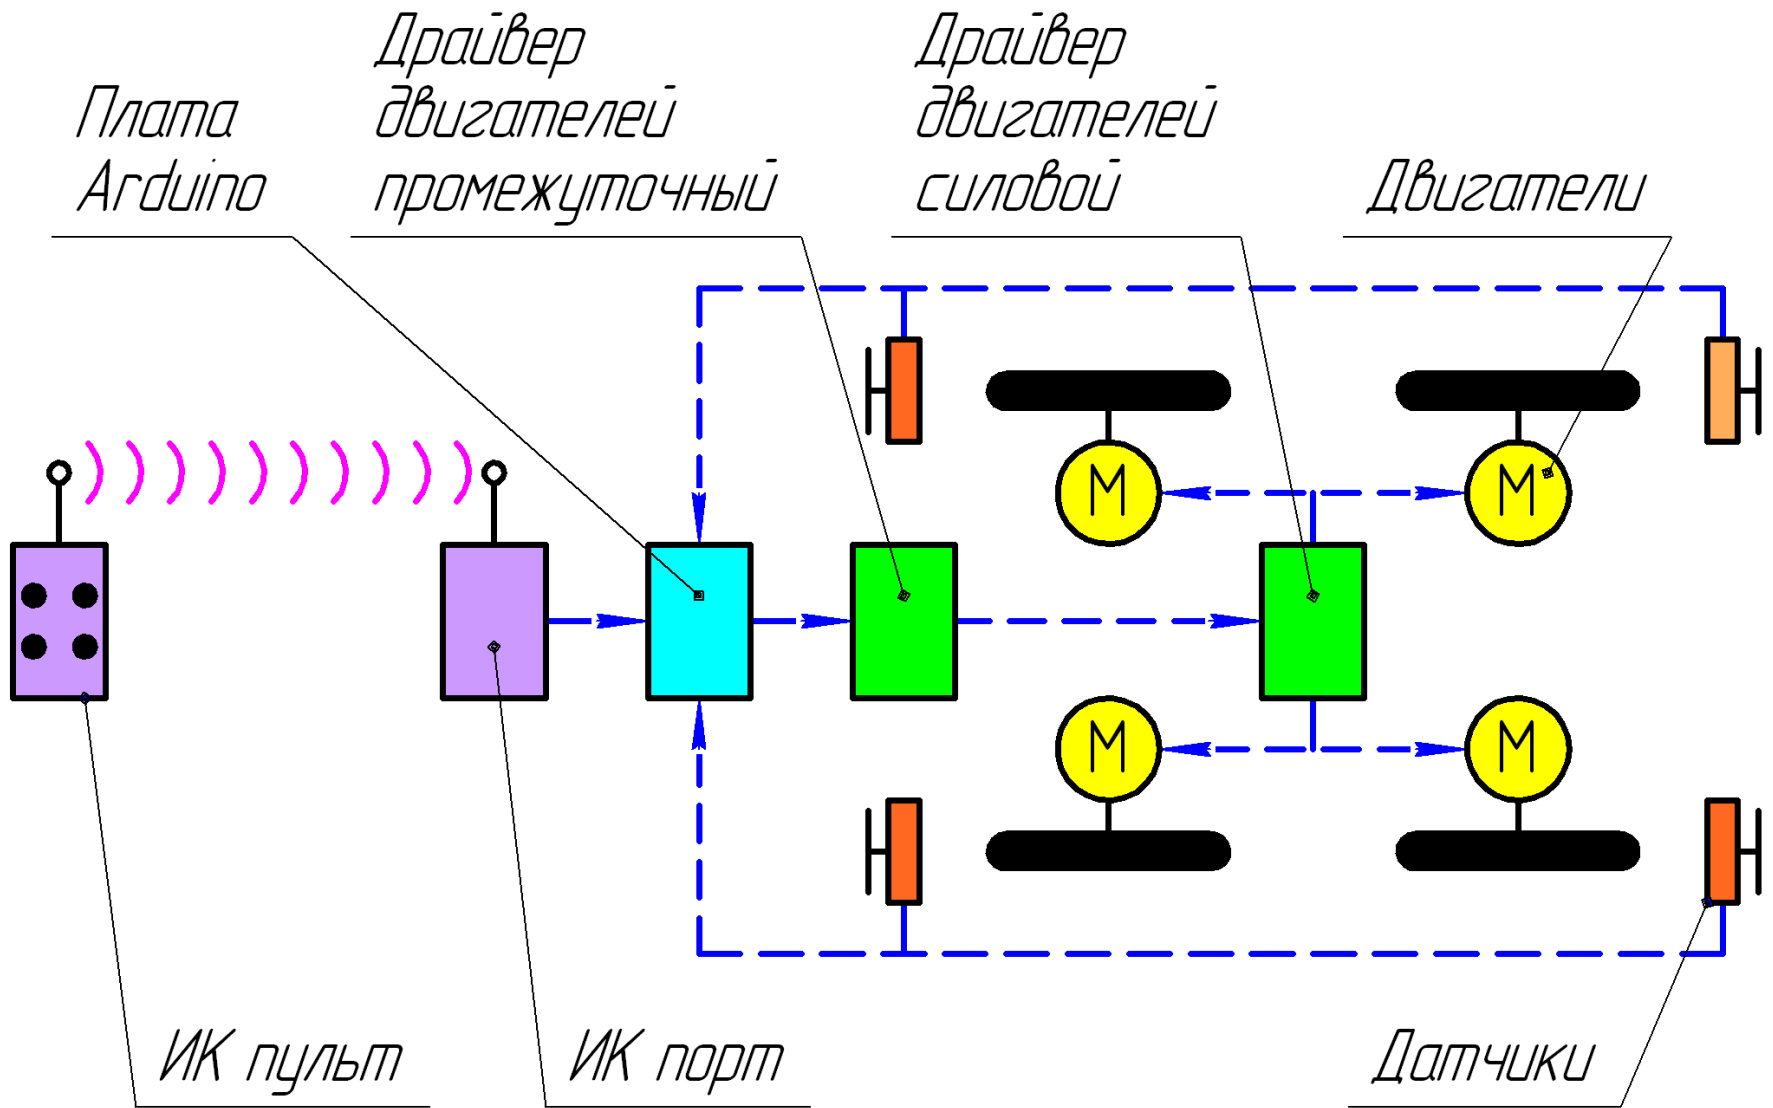 Плата
Arduino
Драйвер
двигателей
промежуточный
Драйвер
двигателей
силовой
Двигатели
M
M
M
M
ИК пульт
ИК порт
Датчики